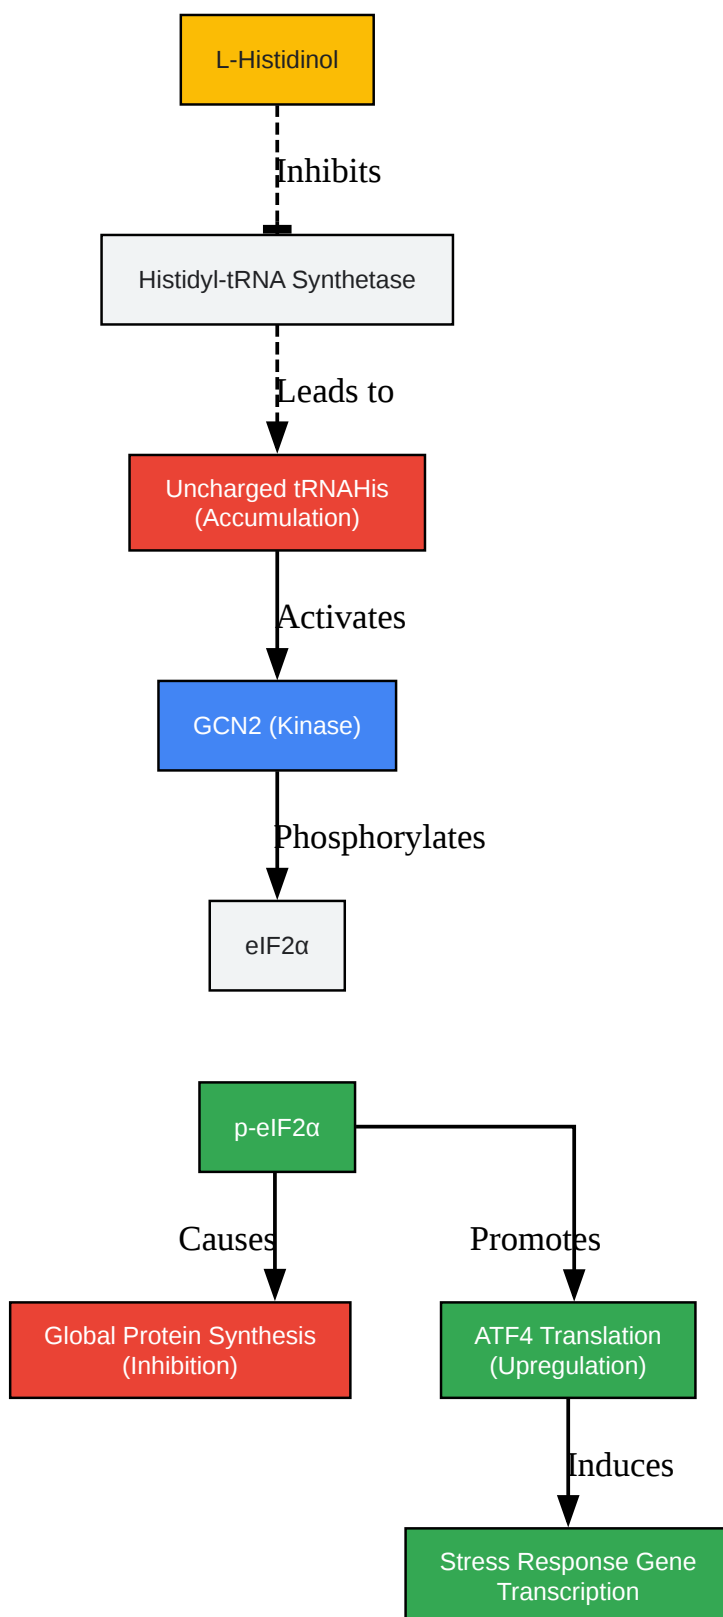 L-Histidinol
Inhibits
Histidyl-tRNA Synthetase
Leads to
Uncharged tRNAHis
(Accumulation)
Activates
GCN2 (Kinase)
Phosphorylates
eIF2α
p-eIF2α
Causes
Promotes
Global Protein Synthesis
(Inhibition)
ATF4 Translation
(Upregulation)
Induces
Stress Response Gene
Transcription